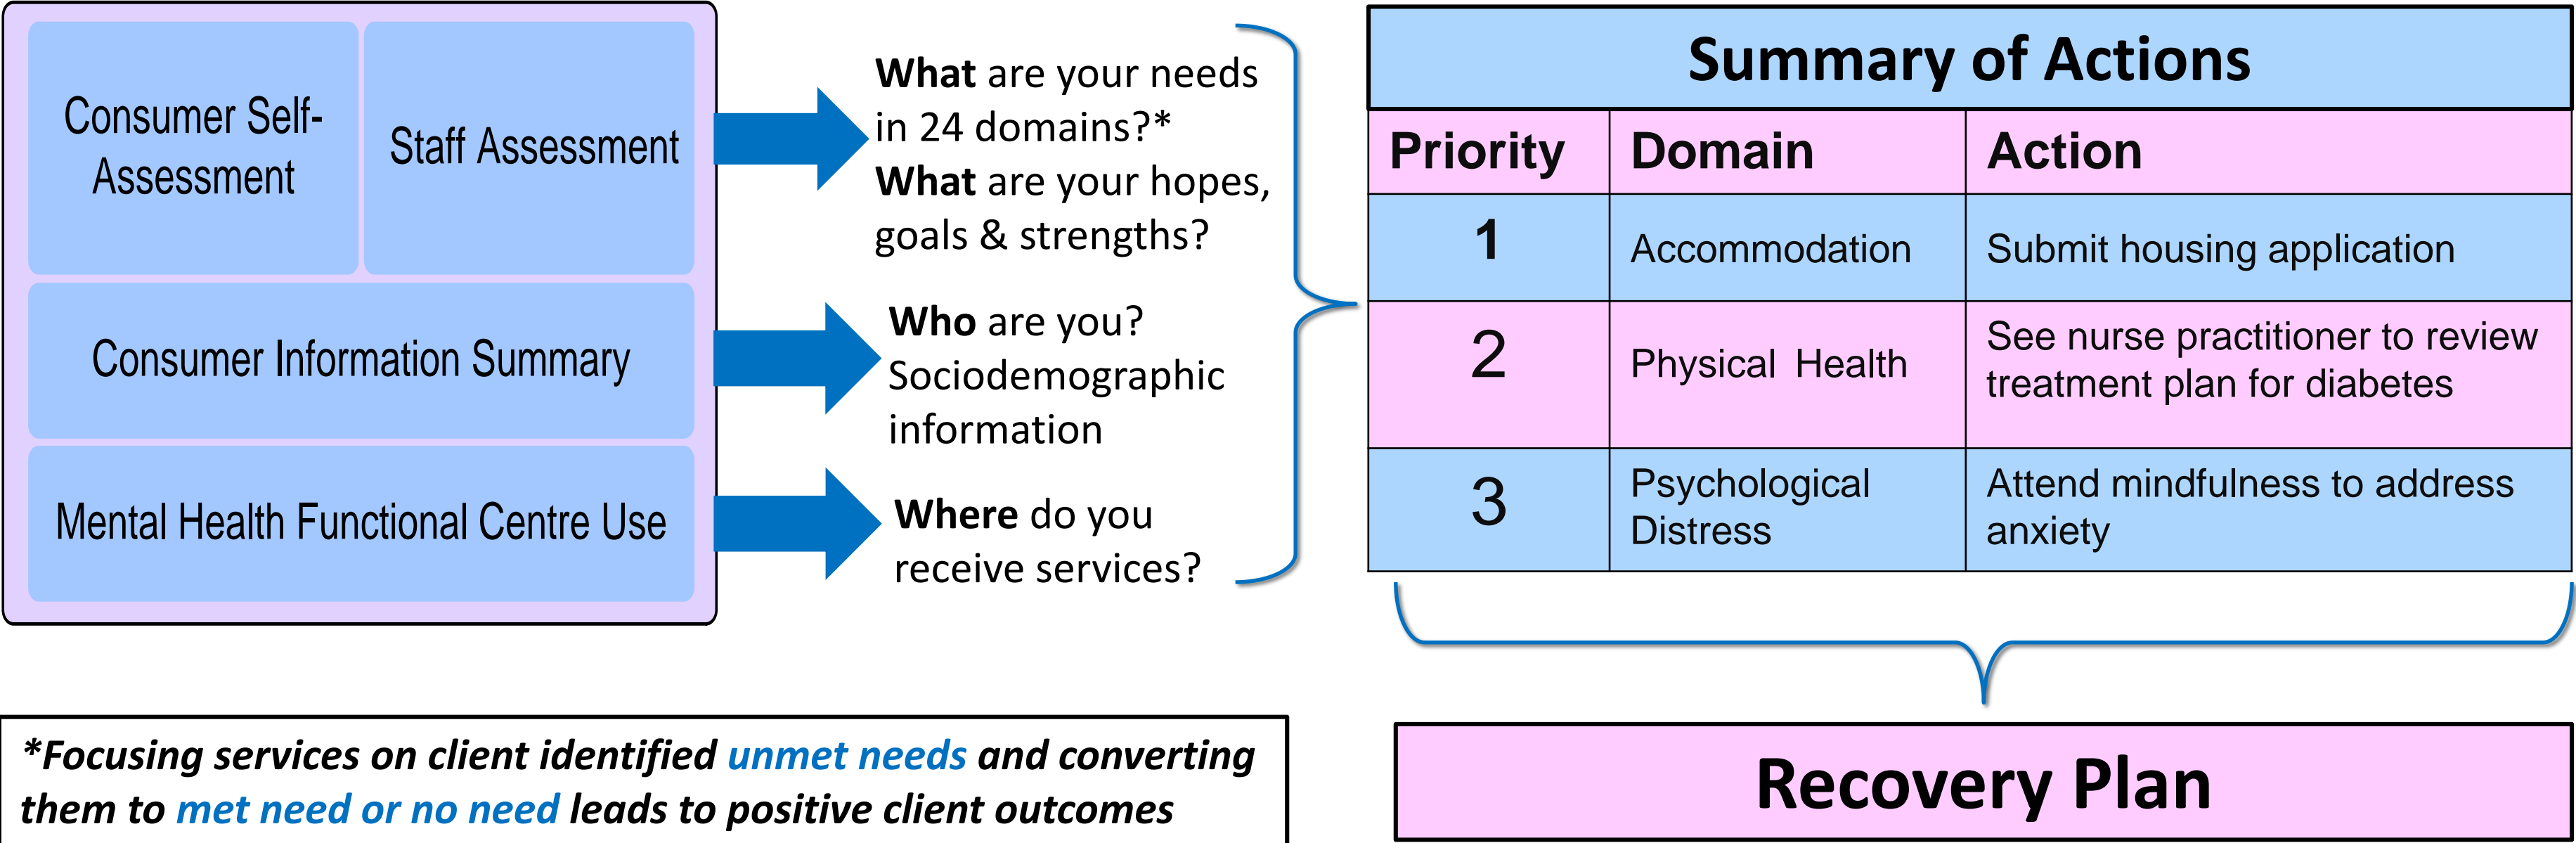 Consumer Self-
Assessment
Staff Assessment
Consumer Information Summary
Mental Health Functional Centre Use
What are your needs
in 24 domains?*
What are your hopes,
goals & strengths?
Who are you?
Sociodemographic
information
Where do you
receive services?
Summary of Actions
Priority Domain Action
1 Accommodation Submit housing application
2 Physical Health See nurse practitioner to review
treatment plan for diabetes
3 Psychological
Distress
Attend mindfulness to address
anxiety
*Focusing services on client identified unmet needs and converting
them to met need or no need leads to positive client outcomes
Recovery Plan